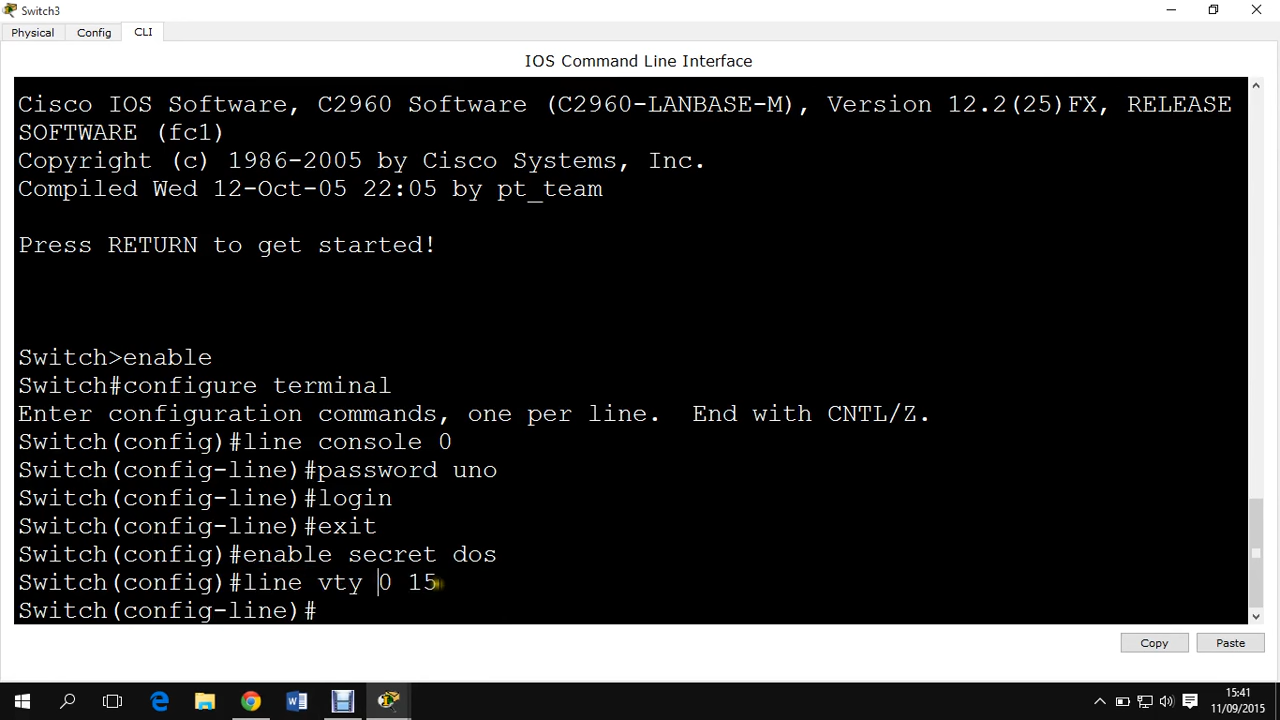 Switch3
Physical Config CLI
IOS Command Line Interface
Cisco IOS Software, C2960 Software (C2960-LANBASE-M), Version 12.2(25)FX, RELEASE
SOFTWARE (fc1)
Copyright (c) 1986-2005 by Cisco Systems, Inc.
Compiled Wed 12-Oct-05 22:05 by pt_team
Press RETURN to get started!
Switch>enable
Switch#configure terminal
Enter configuration commands, one per line.  End with CNTL/Z.
Switch(config)#line console 0
Switch(config-line)#password uno
Switch(config-line)#login
Switch(config-line)#exit
Switch(config)#enable secret dos
Switch(config)#line vty 0 15
Switch(config-line)#
Copy Paste
15:41
11/09/2015